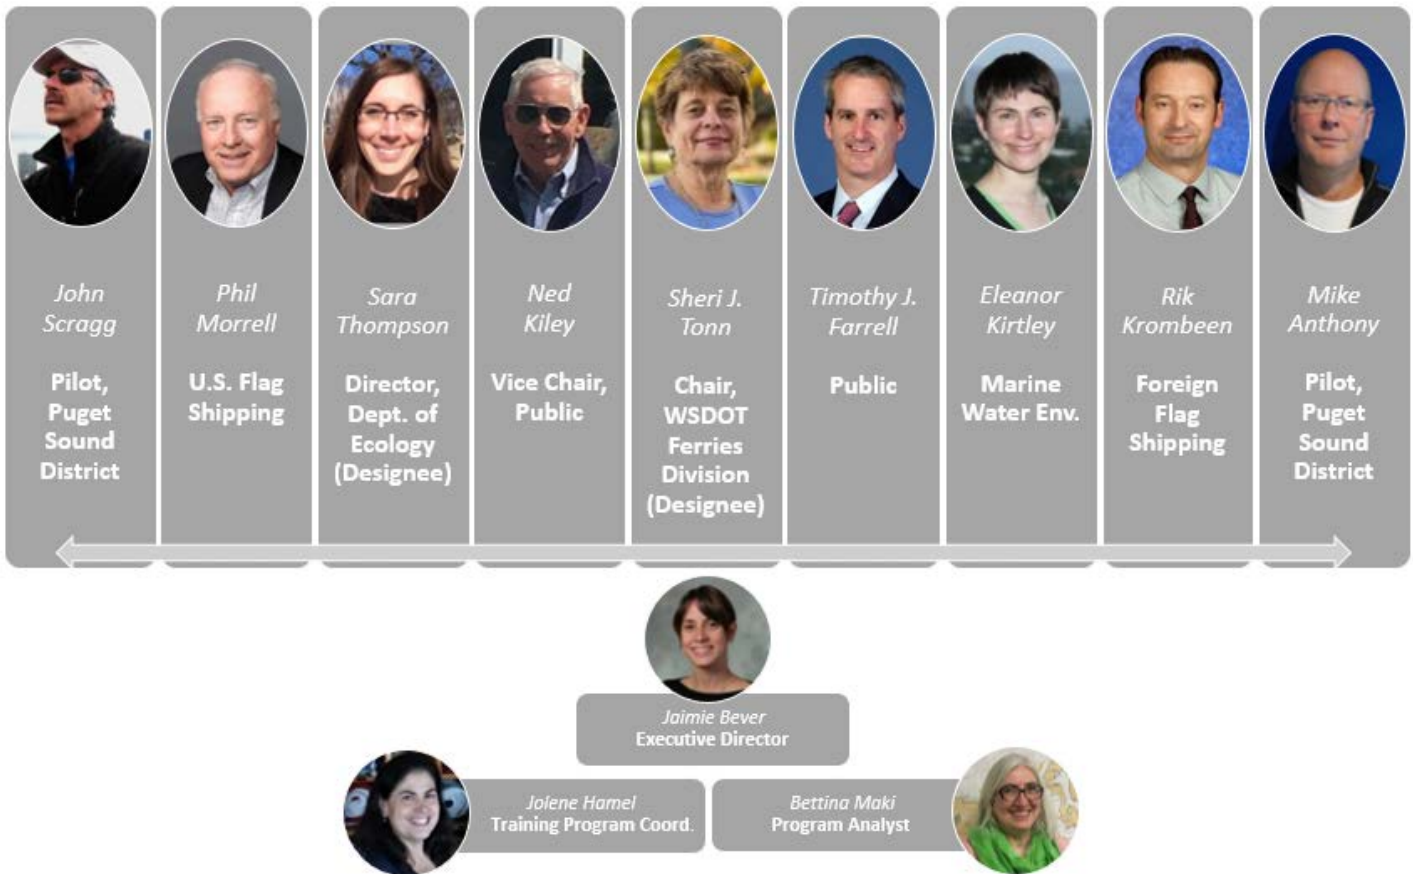 John
Scragg
Pilot,
Puget
Sound
District
Phil
Morrell
U.S. Flag
Shipping
Sara
Thompson
Director,
Dept. of
Ecology
(Designee)
Ned
Kiley
Vice Chair,
Public
Sheri J.
Tonn
Chair,
WSDOT
Ferries
Division
(Designee)
Timothy J.
Farrell
Public
Eleanor
Kirtley
Marine
Water Env.
Rik
Krombeen
Foreign
Flag
Shipping
Mike
Anthony
Pilot,
Puget
Sound
District
Jaimie Bever
Executive Director
Jolene Hamel
Training Program Coord.
Bettina Maki
Program Analyst